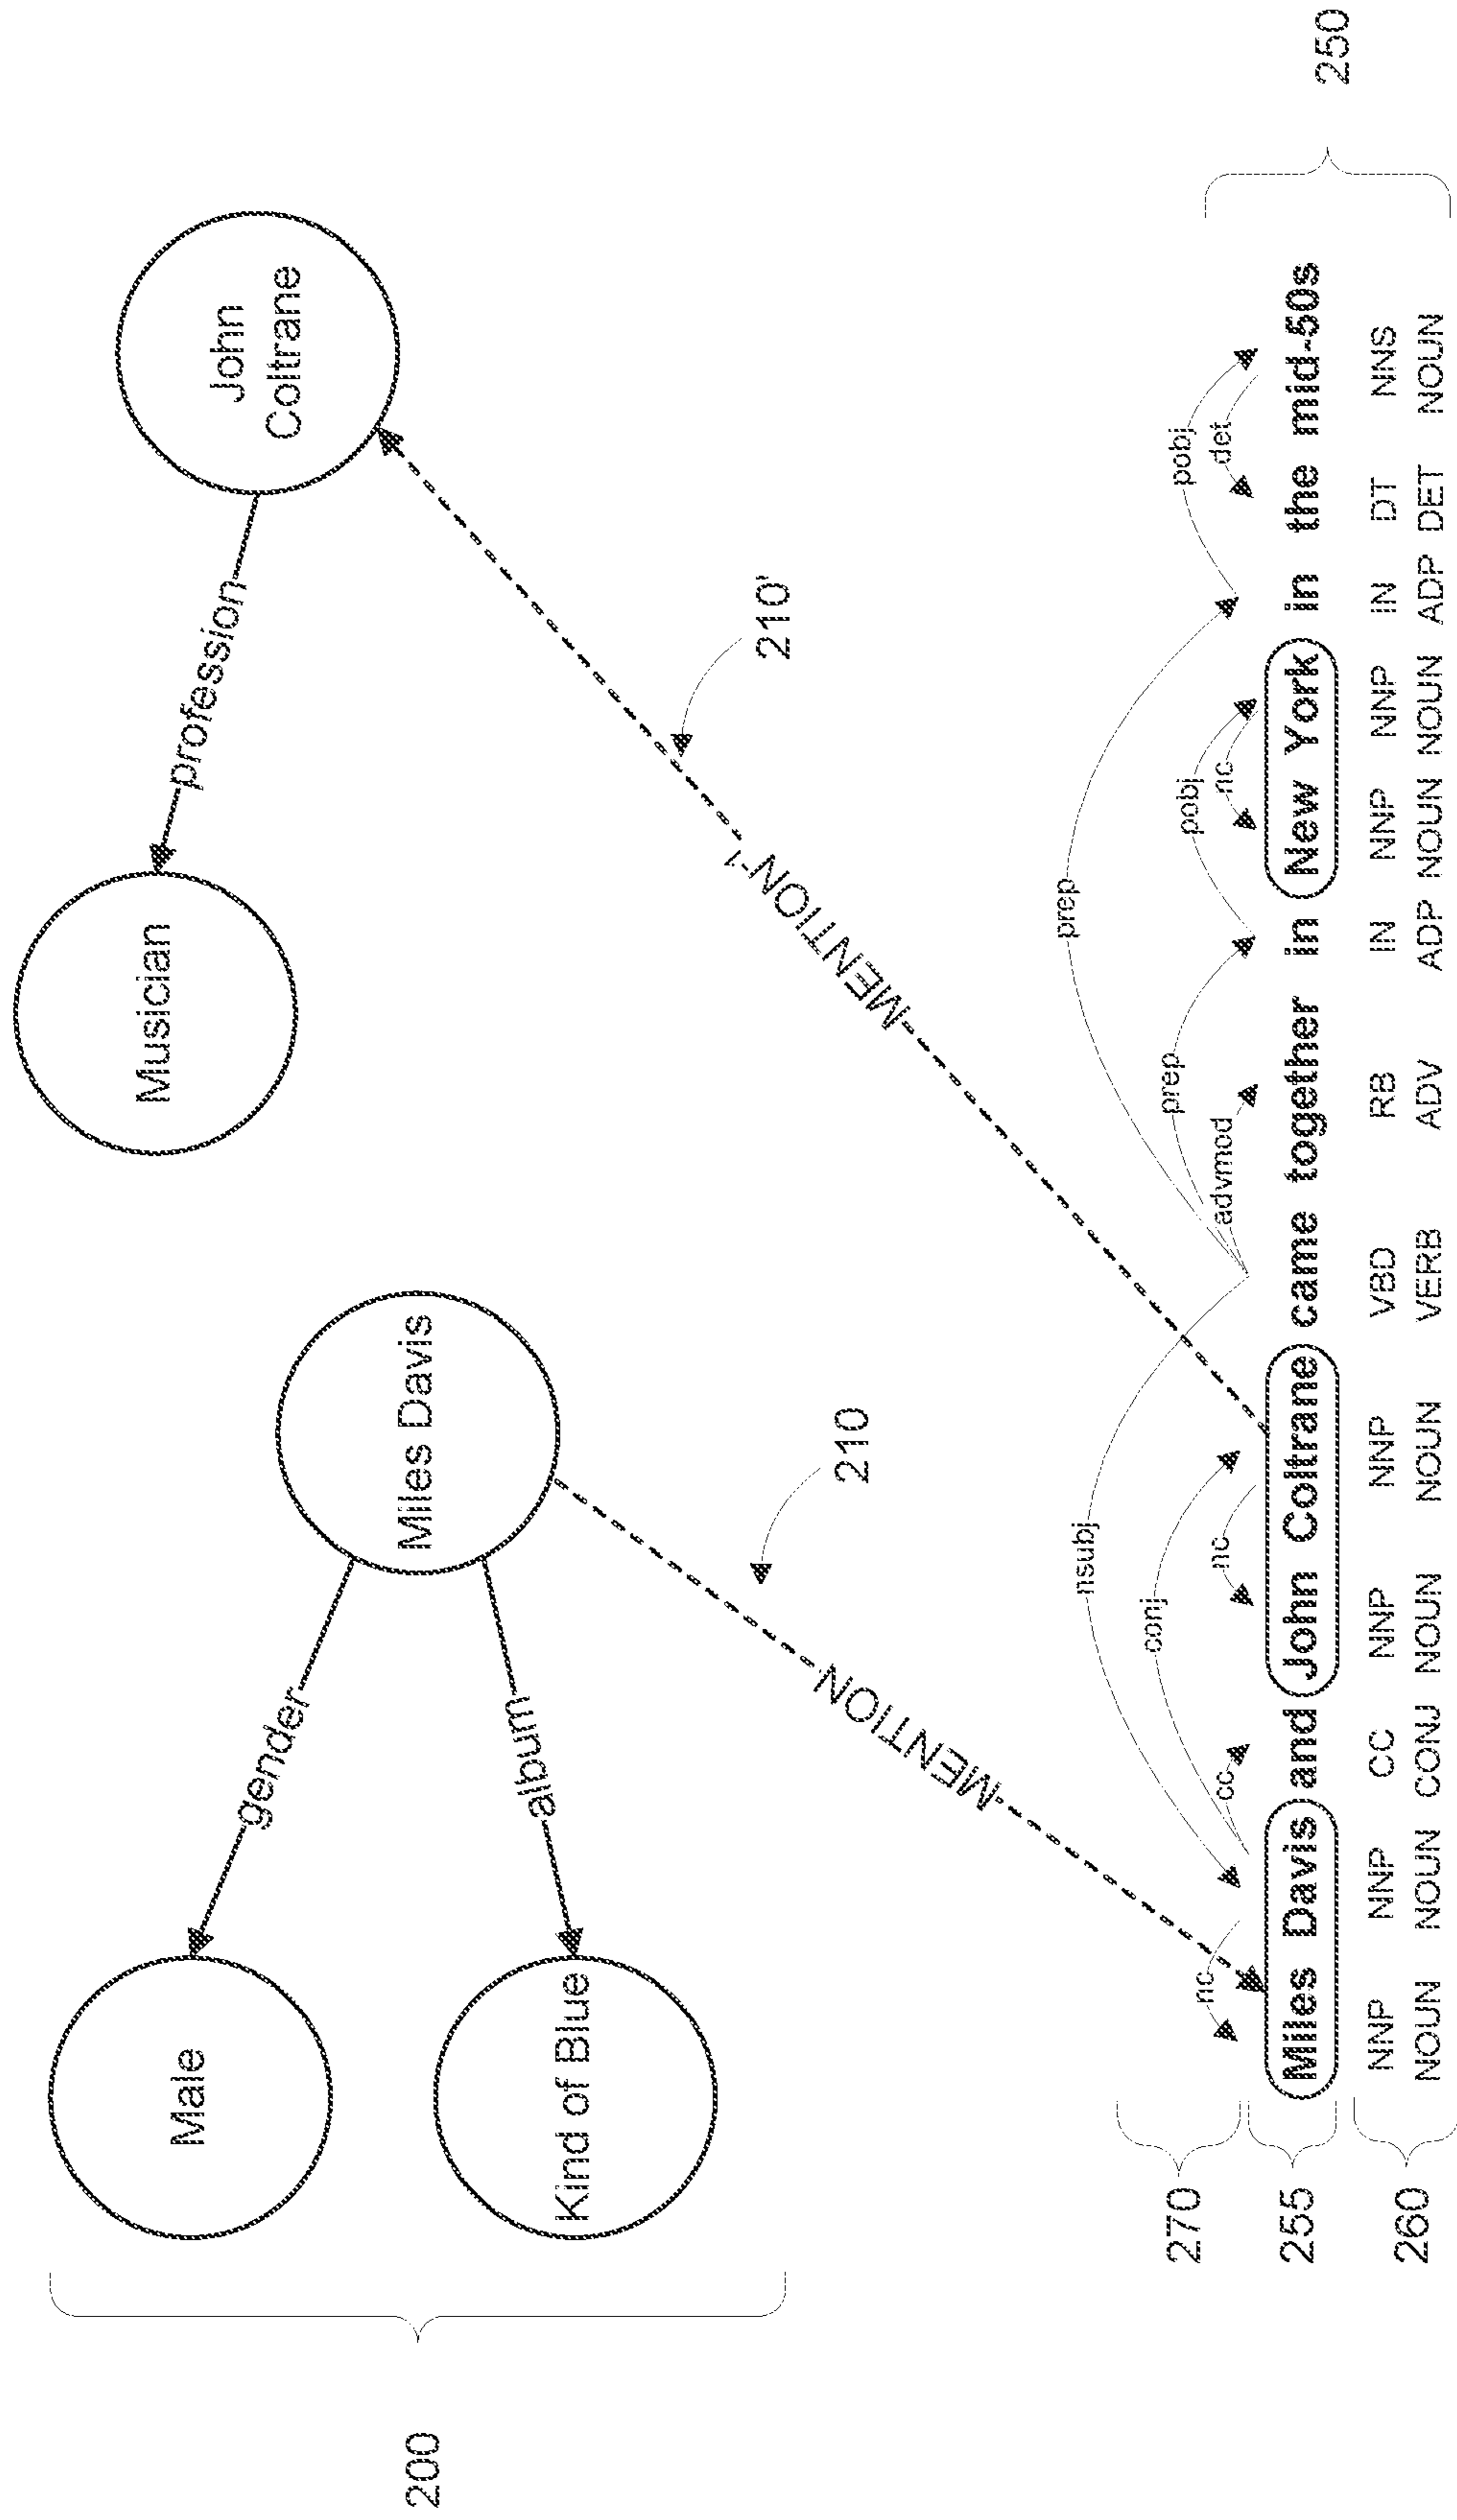 200
Male
Kind of Blue
gender
album
Miles Davis
Musician
profession
John
Coltrane
MENTION
210
MENTION-1
210'
270
nc
cc
conj
nsubj
nc
advmod
prep
prep
pobj
nc
pobj
det
255
Miles Davis and John Coltrane came together in New York in the mid-50s
260
NNP NNP CC NNP NNP VBD RB IN NNP NNP IN DT NNS
NOUN NOUN CONJ NOUN NOUN VERB ADV ADP NOUN NOUN ADP DET NOUN
250